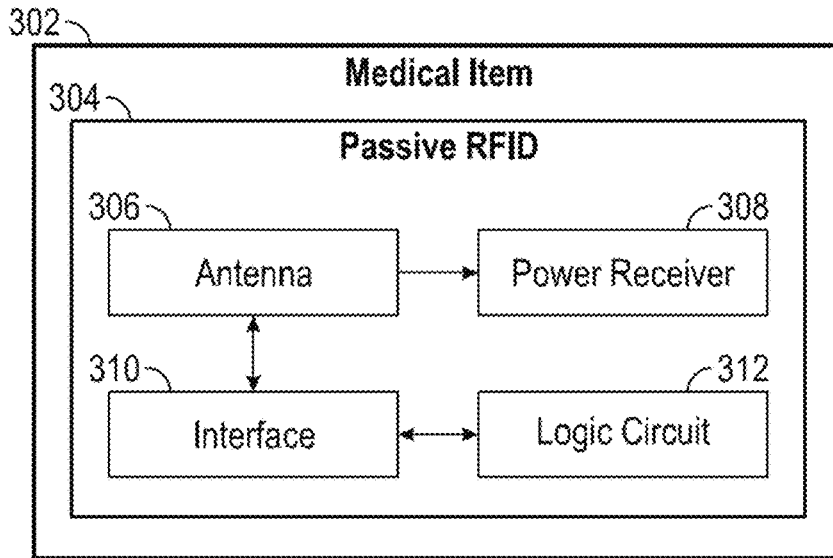 302
Medical Item
304
Passive RFID
306
308
Antenna
Power Receiver
310
312
Interface
Logic Circuit